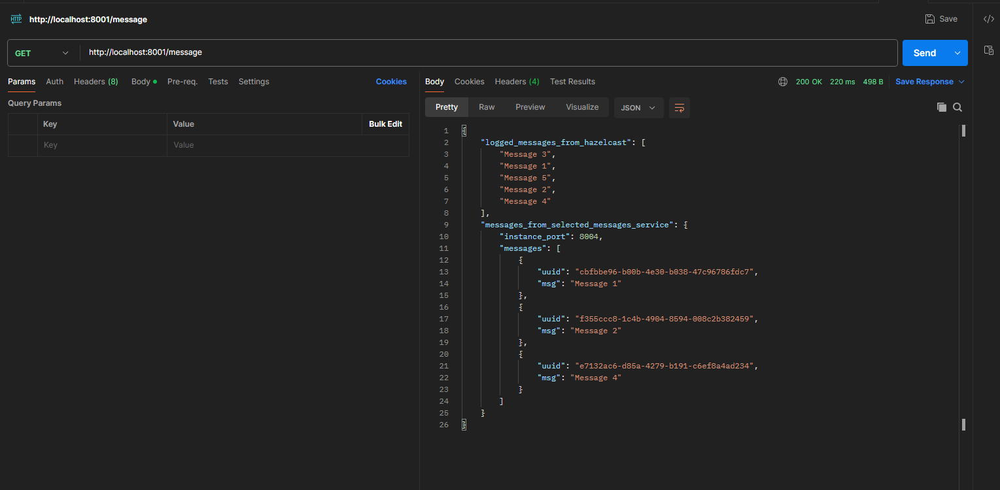 HTTP http://localhost:8001/message Save </>
GET http://localhost:8001/message Send
Params Auth Headers (8) Body Pre-req. Tests Settings Cookies
Query Params
Key Value Bulk Edit
Key Value
Body Cookies Headers (4) Test Results 200 OK 220 ms 498 B Save Response
Pretty Raw Preview Visualize JSON
1 {
2 "logged_messages_from_hazelcast": [
3 "Message 3",
4 "Message 1",
5 "Message 5",
6 "Message 2",
7 "Message 4"
8 ],
9 "messages_from_selected_messages_service": {
10 "instance_port": 8004,
11 "messages": [
12 {
13 "uuid": "cbfbbe96-b00b-4e30-b038-47c96786fdc7",
14 "msg": "Message 1"
15 },
16 {
17 "uuid": "f355ccc8-1c4b-4904-8594-008c2b382459",
18 "msg": "Message 2"
19 },
20 {
21 "uuid": "e7132ac6-d85a-4279-b191-c6ef8a4ad234",
22 "msg": "Message 4"
23 }
24 ]
25 }
26 }